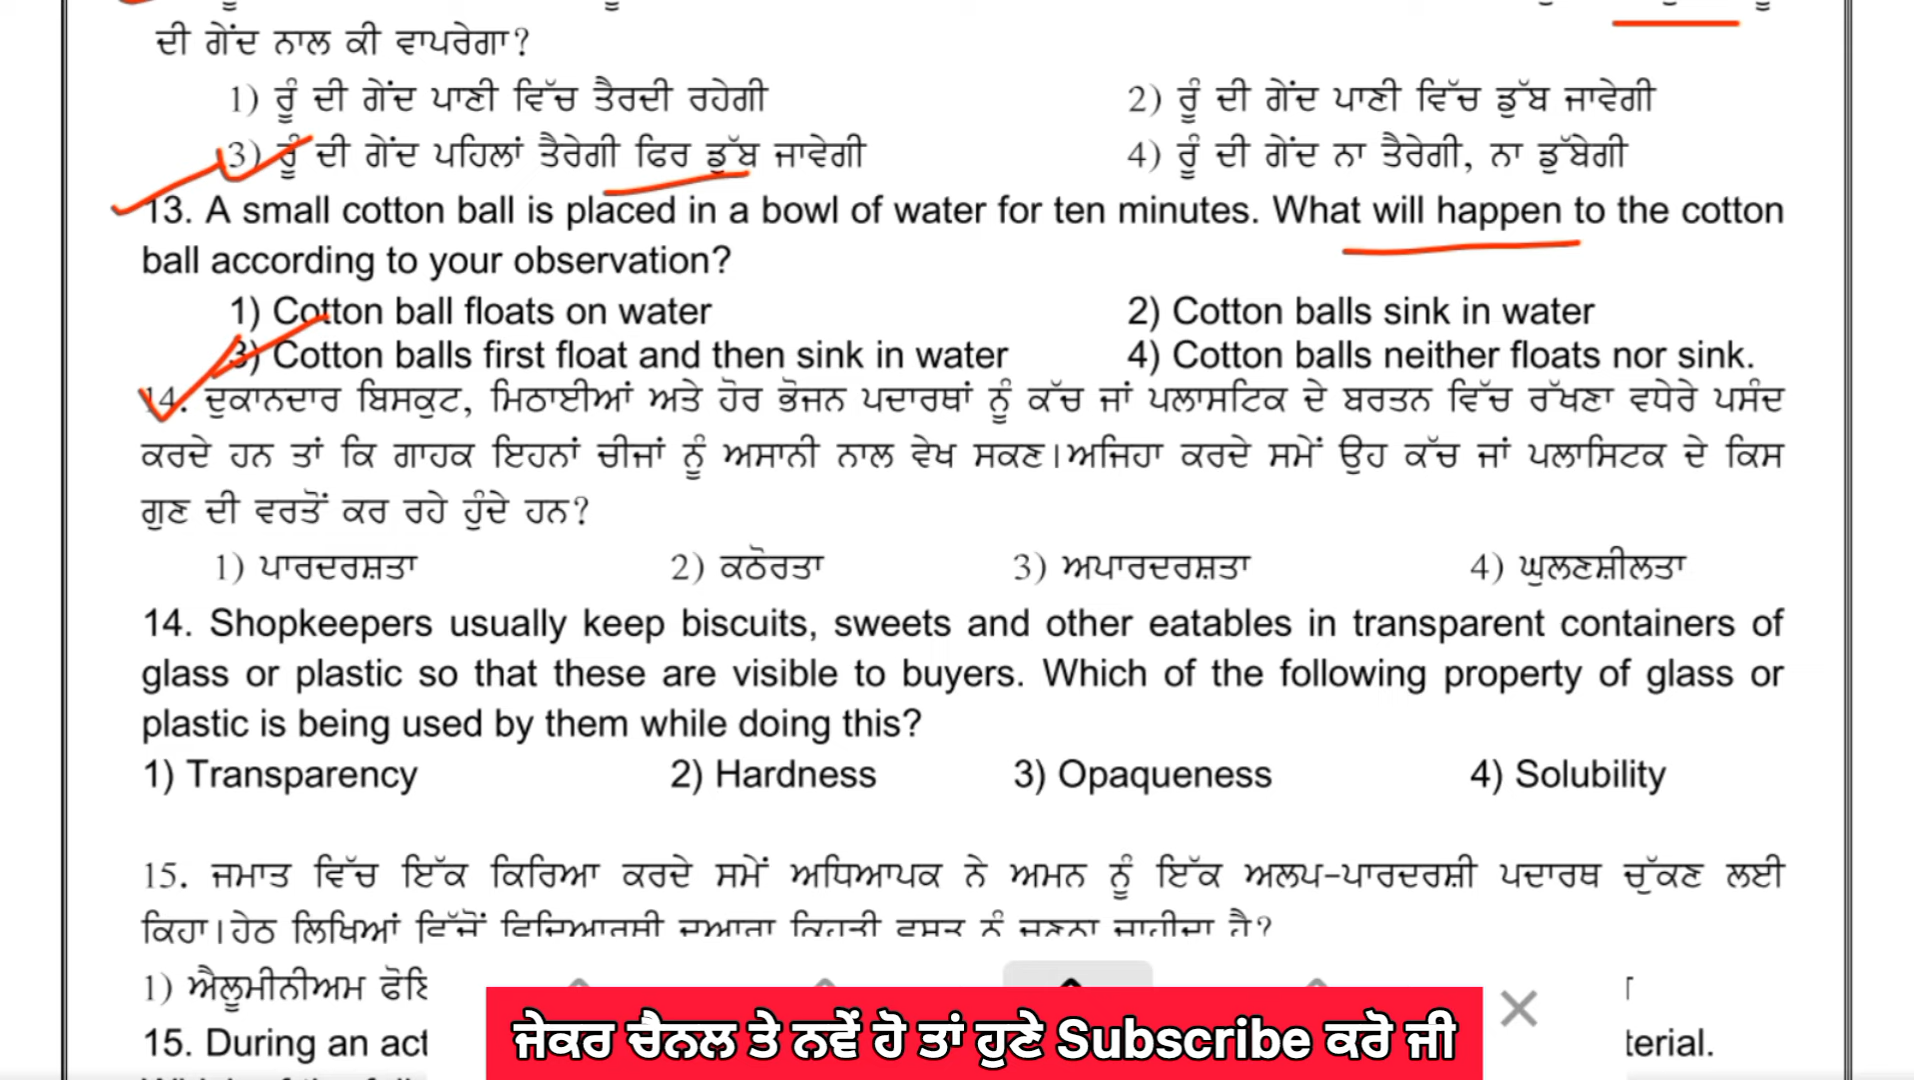 ਦੀ ਗੇਂਦ ਨਾਲ ਕੀ ਵਾਪਰੇਗਾ?
1) ਰੂੰ ਦੀ ਗੇਂਦ ਪਾਣੀ ਵਿੱਚ ਤੈਰਦੀ ਰਹੇਗੀ 2) ਰੂੰ ਦੀ ਗੇਂਦ ਪਾਣੀ ਵਿੱਚ ਡੁੱਬ ਜਾਵੇਗੀ
3) ਰੂੰ ਦੀ ਗੇਂਦ ਪਹਿਲਾਂ ਤੈਰੇਗੀ ਫਿਰ ਡੁੱਬ ਜਾਵੇਗੀ 4) ਰੂੰ ਦੀ ਗੇਂਦ ਨਾ ਤੈਰੇਗੀ, ਨਾ ਡੁੱਬੇਗੀ
13. A small cotton ball is placed in a bowl of water for ten minutes. What will happen to the cotton
ball according to your observation?
1) Cotton ball floats on water 2) Cotton balls sink in water
3) Cotton balls first float and then sink in water 4) Cotton balls neither floats nor sink.
14. ਦੁਕਾਨਦਾਰ ਬਿਸਕੁਟ, ਮਿਠਾਈਆਂ ਅਤੇ ਹੋਰ ਭੋਜਨ ਪਦਾਰਥਾਂ ਨੂੰ ਕੱਚ ਜਾਂ ਪਲਾਸਟਿਕ ਦੇ ਬਰਤਨ ਵਿੱਚ ਰੱਖਣਾ ਵਧੇਰੇ ਪਸੰਦ
ਕਰਦੇ ਹਨ ਤਾਂ ਕਿ ਗਾਹਕ ਇਹਨਾਂ ਚੀਜਾਂ ਨੂੰ ਅਸਾਨੀ ਨਾਲ ਵੇਖ ਸਕਣ।ਅਜਿਹਾ ਕਰਦੇ ਸਮੇਂ ਉਹ ਕੱਚ ਜਾਂ ਪਲਾਸਿਟਕ ਦੇ ਕਿਸ
ਗੁਣ ਦੀ ਵਰਤੋਂ ਕਰ ਰਹੇ ਹੁੰਦੇ ਹਨ?
1) ਪਾਰਦਰਸ਼ਤਾ 2) ਕਠੋਰਤਾ 3) ਅਪਾਰਦਰਸ਼ਤਾ 4) ਘੁਲਣਸ਼ੀਲਤਾ
14. Shopkeepers usually keep biscuits, sweets and other eatables in transparent containers of
glass or plastic so that these are visible to buyers. Which of the following property of glass or
plastic is being used by them while doing this?
1) Transparency 2) Hardness 3) Opaqueness 4) Solubility
15. ਜਮਾਤ ਵਿੱਚ ਇੱਕ ਕਿਰਿਆ ਕਰਦੇ ਸਮੇਂ ਅਧਿਆਪਕ ਨੇ ਅਮਨ ਨੂੰ ਇੱਕ ਅਲਪ-ਪਾਰਦਰਸ਼ੀ ਪਦਾਰਥ ਚੁੱਕਣ ਲਈ
ਕਿਹਾ।ਹੇਠ ਲਿਖਿਆਂ ਵਿੱਚੋਂ ਵਿਦਿਆਰਥੀ ਦੁਆਰਾ ਕਿਹੜੀ ਵਸਤੂ ਨੂੰ ਚੁਣਨਾ ਚਾਹੀਦਾ ਹੈ?
1) ਐਲੂਮੀਨੀਅਮ
15. During an act terial.
ਜੇਕਰ ਚੈਨਲ ਤੇ ਨਵੇਂ ਹੋ ਤਾਂ ਹੁਣੇ Subscribe ਕਰੋ ਜੀ